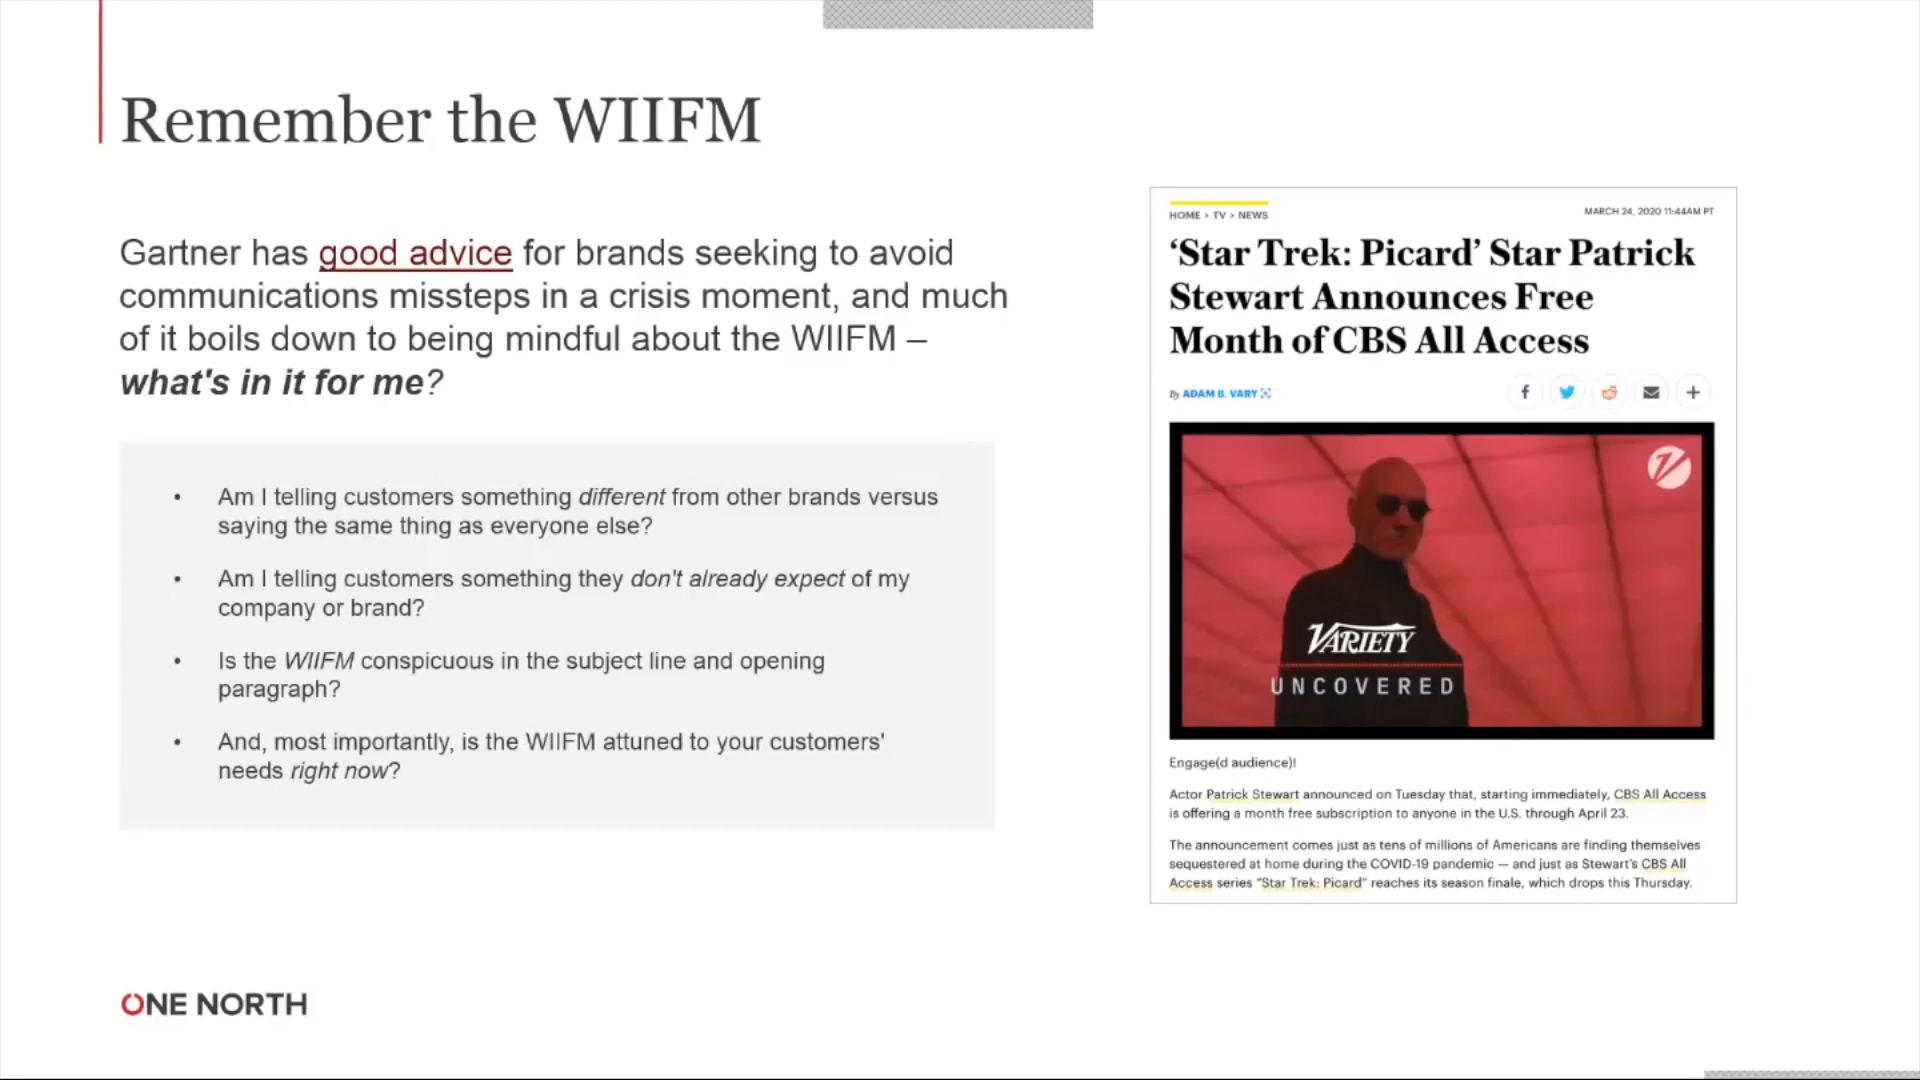 Remember the WIIFM
Gartner has good advice for brands seeking to avoid
communications missteps in a crisis moment, and much
of it boils down to being mindful about the WIIFM –
what's in it for me?
• Am I telling customers something different from other brands versus
saying the same thing as everyone else?
• Am I telling customers something they don't already expect of my
company or brand?
• Is the WIIFM conspicuous in the subject line and opening
paragraph?
• And, most importantly, is the WIIFM attuned to your customers'
needs right now?
HOME > TV > NEWS
MARCH 24, 2020 11:44AM PT
‘Star Trek: Picard’ Star Patrick
Stewart Announces Free
Month of CBS All Access
By ADAM B. VARY
VARIETY
UNCOVERED
Engage(d audience)!
Actor Patrick Stewart announced on Tuesday that, starting immediately, CBS All Access
is offering a month free subscription to anyone in the U.S. through April 23.
The announcement comes just as tens of millions of Americans are finding themselves
sequestered at home during the COVID-19 pandemic — and just as Stewart’s CBS All
Access series “Star Trek: Picard” reaches its season finale, which drops this Thursday.
ONE NORTH